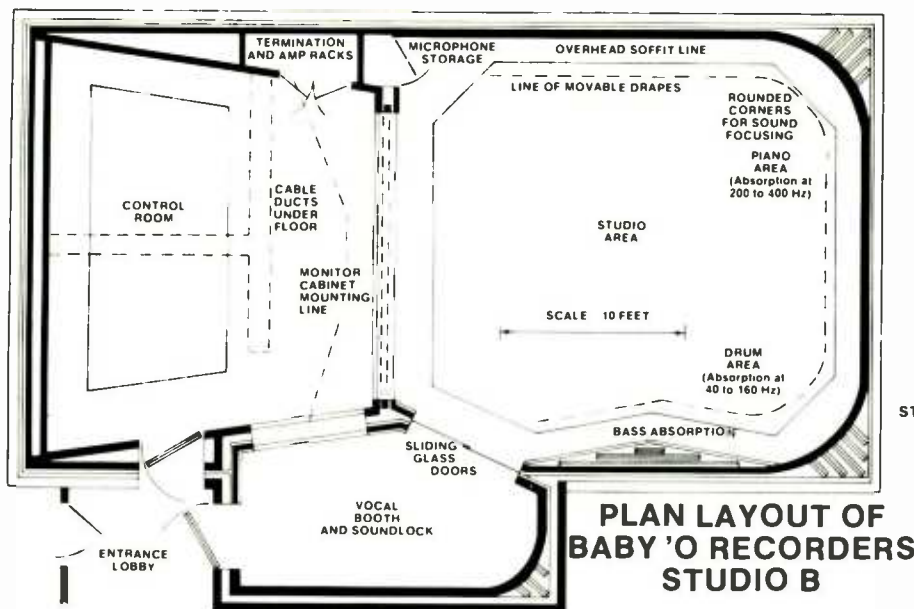 TERMINATION
AND AMP RACKS
MICROPHONE
STORAGE
OVERHEAD SOFFIT LINE
LINE OF MOVABLE DRAPES
ROUNDED
CORNERS
FOR SOUND
FOCUSING
PIANO
AREA
(Absorption at
200 to 400 Hz)
CONTROL
ROOM
CABLE
DUCTS
UNDER
FLOOR
STUDIO
AREA
MONITOR
CABINET
MOUNTING
LINE
SCALE 10 FEET
DRUM
AREA
(Absorption at
40 to 160 Hz)
ST
BASS ABSORPTION
SLIDING
GLASS
DOORS
VOCAL
BOOTH
AND SOUNDLOCK
ENTRANCE
LOBBY
PLAN LAYOUT OF
BABY 'O RECORDERS
STUDIO B